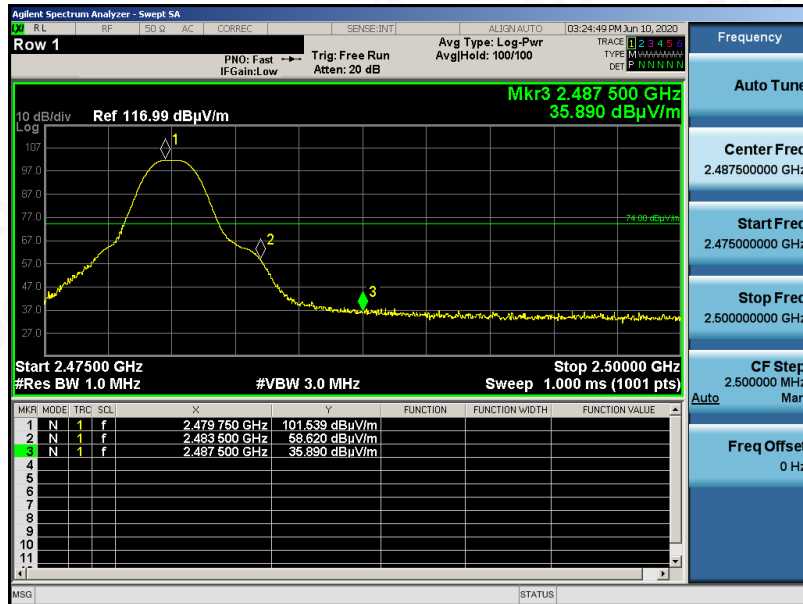 Agilent Spectrum Analyzer - Swept SA
LXI RL RF 50 Ω AC CORREC SENSE:INT ALIGN AUTO 03:24:49 PM Jun 10, 2020
Row 1
PNO: Fast
IFGain:Low
Trig: Free Run
Atten: 20 dB
Avg Type: Log-Pwr
Avg|Hold: 100/100
TRACE 1 2 3 4 5 6
TYPE M
DET P N N N N N
Mkr3 2.487 500 GHz
35.890 dBµV/m
10 dB/div Ref 116.99 dBµV/m
Log
107
97.0
87.0
77.0
67.0
57.0
47.0
37.0
27.0
1
2
3
74.00 dBµV/m
Start 2.47500 GHz Stop 2.50000 GHz
#Res BW 1.0 MHz #VBW 3.0 MHz Sweep 1.000 ms (1001 pts)
MKR MODE TRC SCL X Y FUNCTION FUNCTION WIDTH FUNCTION VALUE
1 N 1 f 2.479 750 GHz 101.539 dBµV/m
2 N 1 f 2.483 500 GHz 58.620 dBµV/m
3 N 1 f 2.487 500 GHz 35.890 dBµV/m
4
5
6
7
8
9
10
11
MSG STATUS
Frequency
Auto Tune
Center Freq
2.487500000 GHz
Start Freq
2.475000000 GHz
Stop Freq
2.500000000 GHz
CF Step
2.500000 MHz
Auto Man
Freq Offset
0 Hz